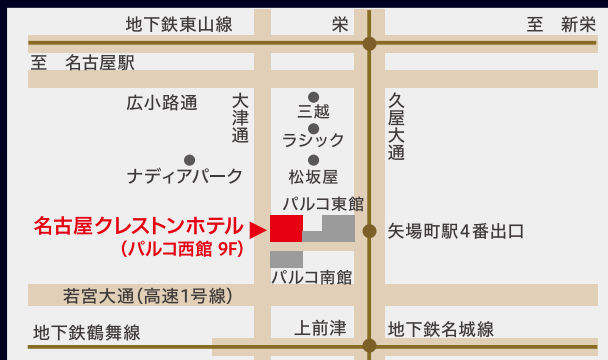 地下鉄東山線
栄
至 新栄
至 名古屋駅
広小路通
大津通
三越
久屋大通
ラシック
ナディアパーク
松坂屋
パルコ東館
名古屋クレストンホテル
(パルコ西館 9F)
矢場町駅4番出口
パルコ南館
若宮大通(高速1号線)
地下鉄鶴舞線
上前津
地下鉄名城線